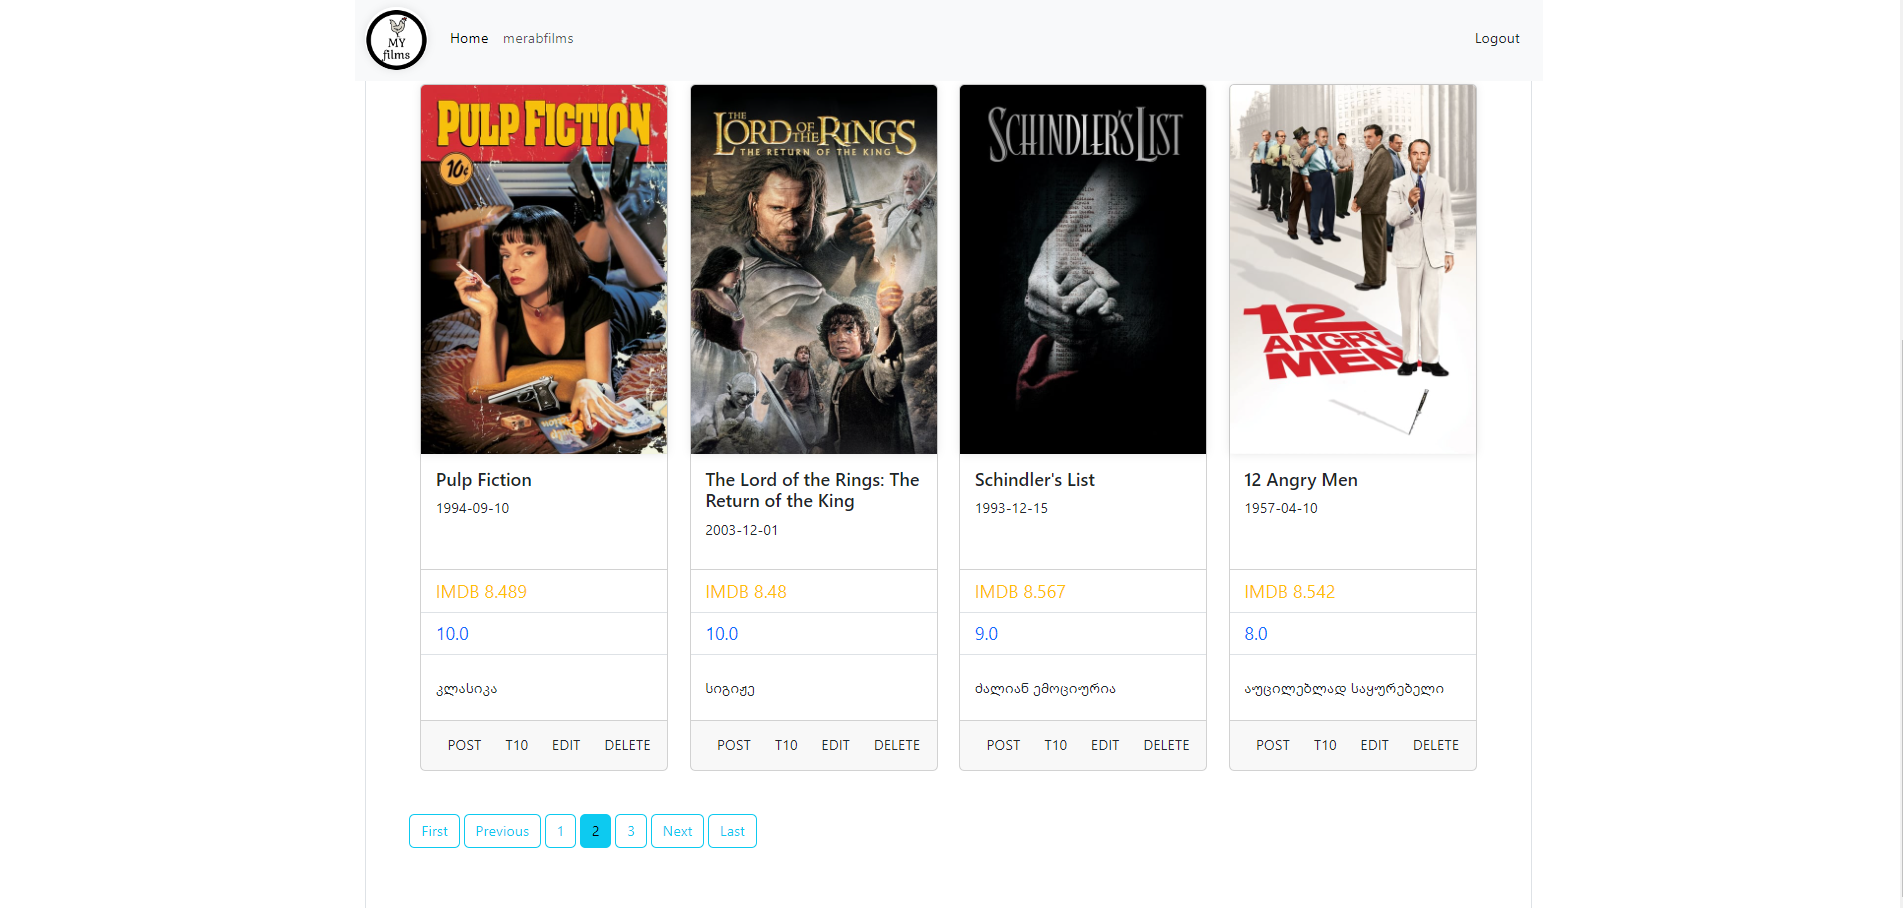 MY
films
Home
merabfilms
Logout
PULP FICTION
10¢
THE
LORD OF THE RINGS
THE RETURN OF THE KING
SCHINDLER'S LIST
12
ANGRY
MEN
Pulp Fiction
1994-09-10
IMDB 8.489
10.0
კლასიკა
POST T10 EDIT DELETE
The Lord of the Rings: The
Return of the King
2003-12-01
IMDB 8.48
10.0
სიგიჟე
POST T10 EDIT DELETE
Schindler's List
1993-12-15
IMDB 8.567
9.0
ძალიან ემოციურია
POST T10 EDIT DELETE
12 Angry Men
1957-04-10
IMDB 8.542
8.0
აუცილებლად საყურებელი
POST T10 EDIT DELETE
First Previous 1 2 3 Next Last